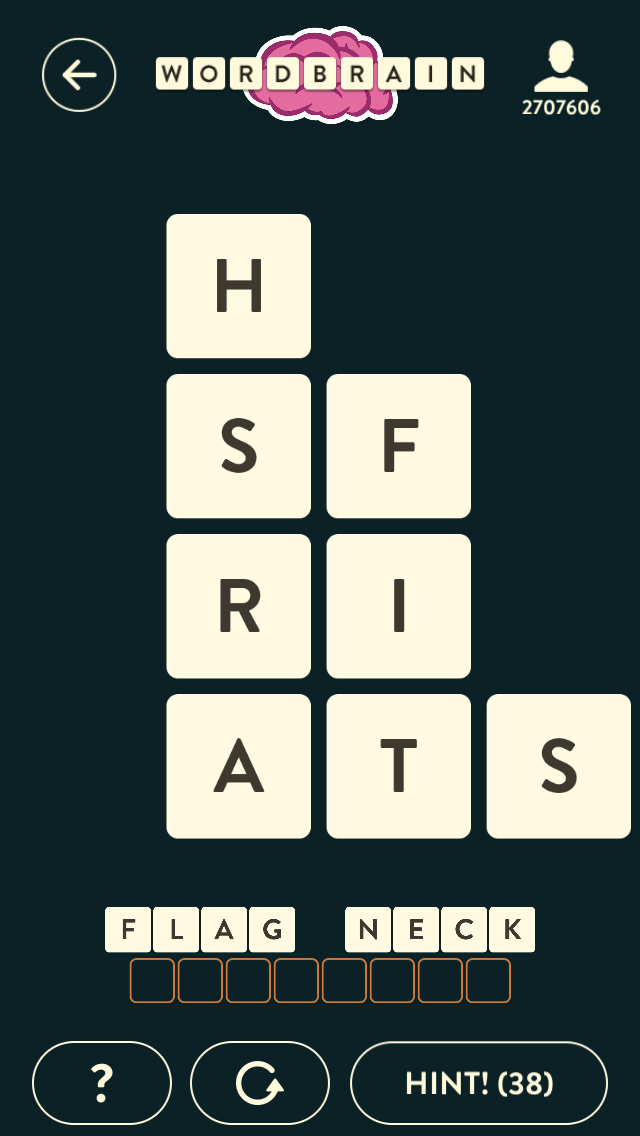 WORDBRAIN
2707606
H
S F
R I
A T S
FLAG NECK
? HINT! (38)